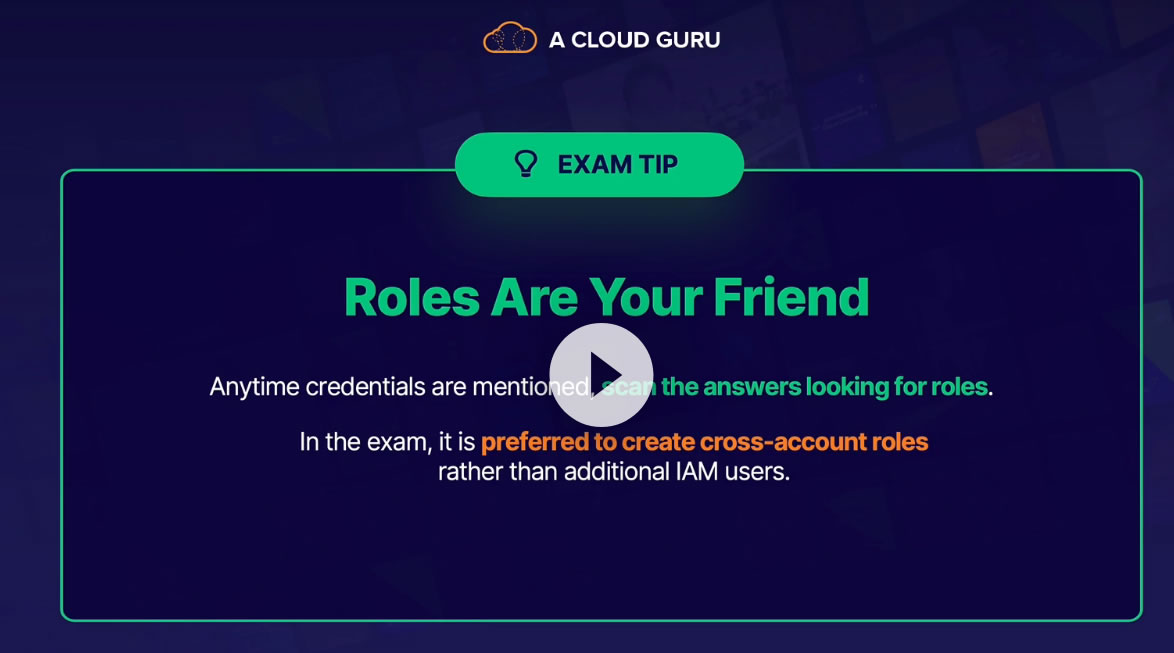 A CLOUD GURU
EXAM TIP
Roles Are Your Friend
Anytime credentials are mentioned, scan the answers looking for roles.
In the exam, it is preferred to create cross-account roles
rather than additional IAM users.